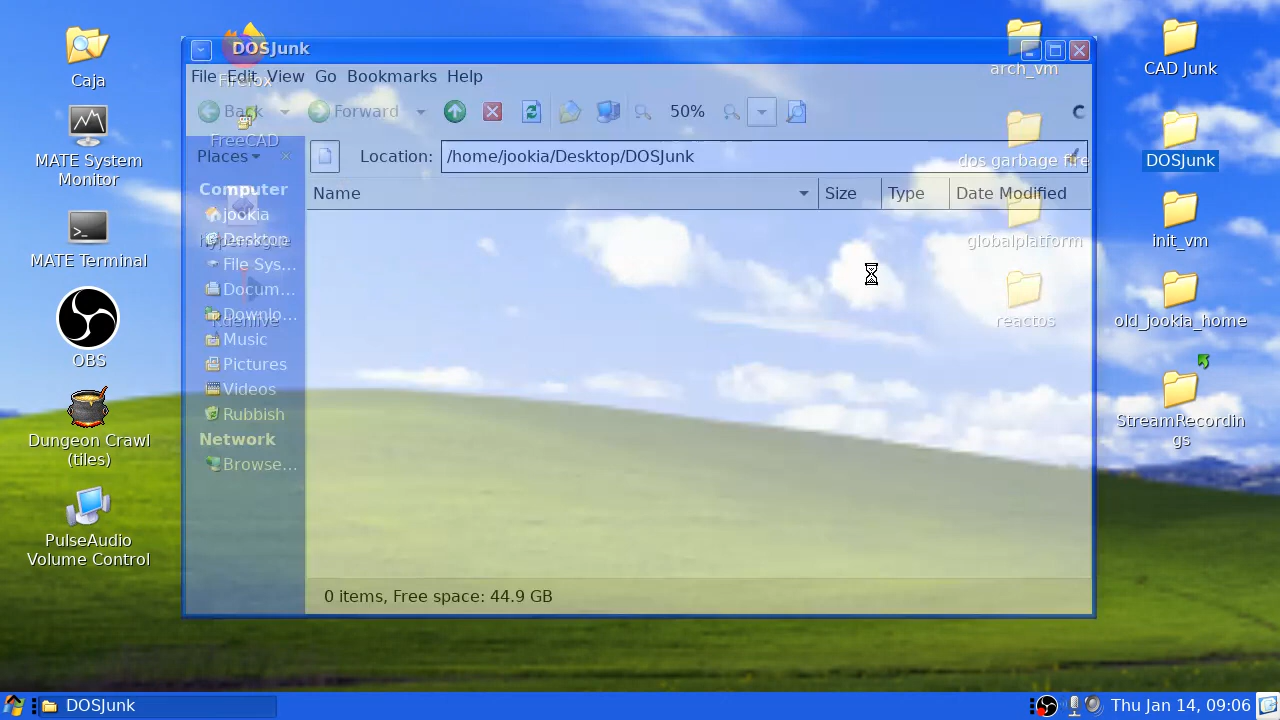 Caja
MATE System
Monitor
MATE Terminal
OBS
Dungeon Crawl
(tiles)
PulseAudio
Volume Control
Firefox
FreeCAD
DOSJunk
File Edit View Go Bookmarks Help
Back Forward 50%
Places
Location: /home/jookia/Desktop/DOSJunk
Name Size Type Date Modified
Computer
jookia
Desktop
File Sys...
Docum...
Downlo...
Music
Pictures
Videos
Rubbish
Network
Browse...
0 items, Free space: 44.9 GB
arch_vm
dos garbage fire
globalplatform
reactos
CAD Junk
DOSJunk
init_vm
old_jookia_home
StreamRecordin
gs
DOSJunk
Thu Jan 14, 09:06